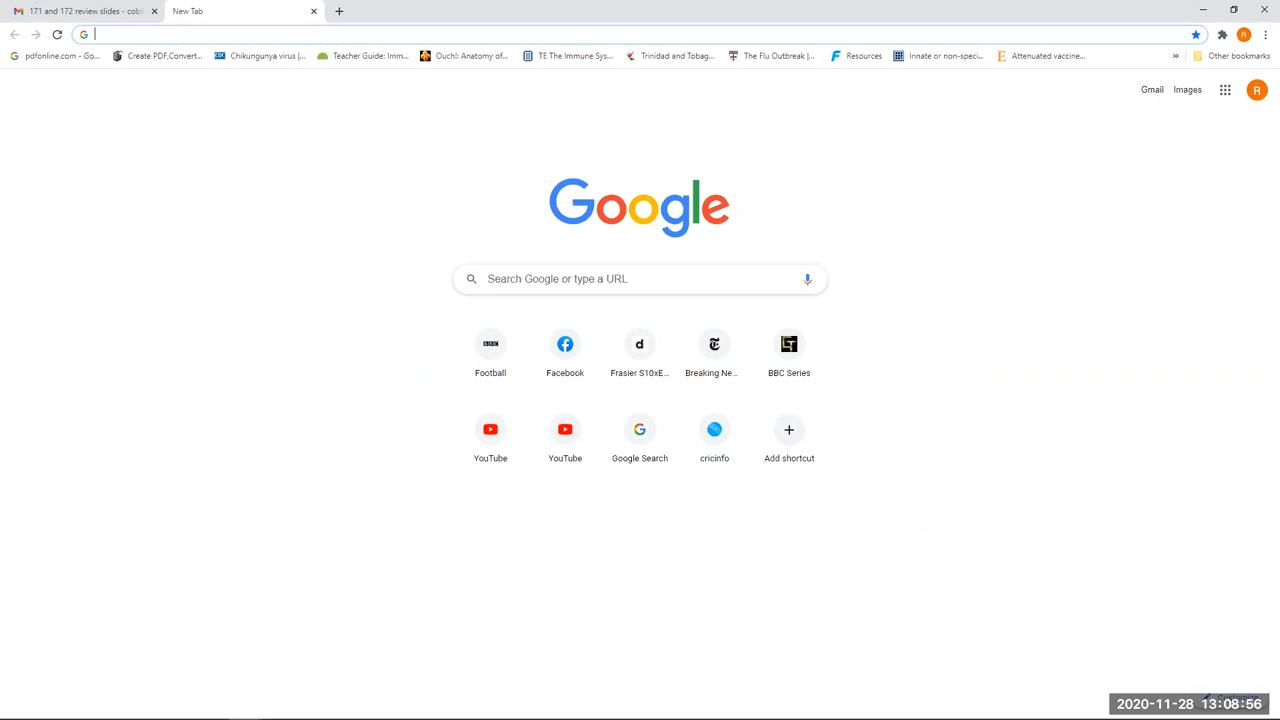 171 and 172 review slides - cobi
New Tab
pdfonline.com - Go...
Create PDF,Convert...
Chikungunya virus |...
Teacher Guide: Imm...
Ouch!: Anatomy of...
TE The Immune Sys...
Trinidad and Tobag...
The Flu Outbreak |...
Resources
Innate or non-speci...
Attenuated vaccine...
»
Other bookmarks
Gmail
Images
R
Google
Search Google or type a URL
BBC
Football
Facebook
d
Frasier S10xE...
Breaking Ne...
BBC Series
YouTube
YouTube
Google Search
cricinfo
Add shortcut
Customize
2020-11-28 13:08:56